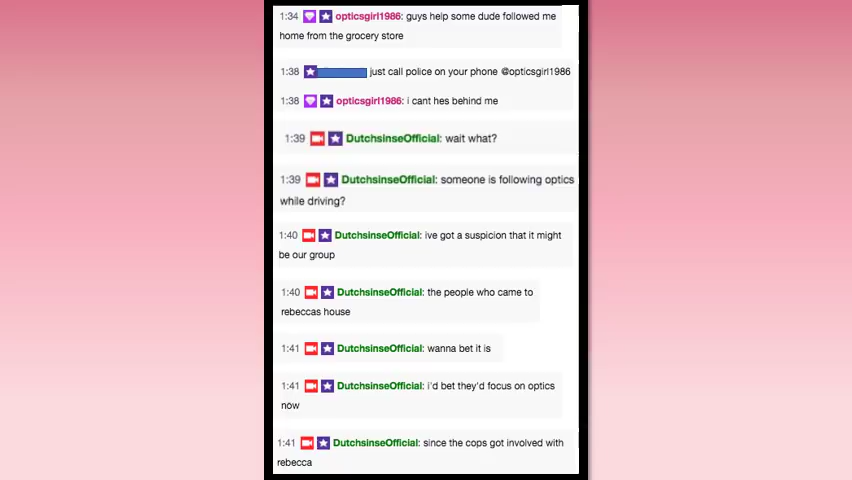 1:34 opticsgirl1986: guys help some dude followed me
home from the grocery store
1:38 just call police on your phone @opticsgirl1986
1:38 opticsgirl1986: i cant hes behind me
1:39 DutchsinseOfficial: wait what?
1:39 DutchsinseOfficial: someone is following optics
while driving?
1:40 DutchsinseOfficial: ive got a suspicion that it might
be our group
1:40 DutchsinseOfficial: the people who came to
rebeccas house
1:41 DutchsinseOfficial: wanna bet it is
1:41 DutchsinseOfficial: i'd bet they'd focus on optics
now
1:41 DutchsinseOfficial: since the cops got involved with
rebecca